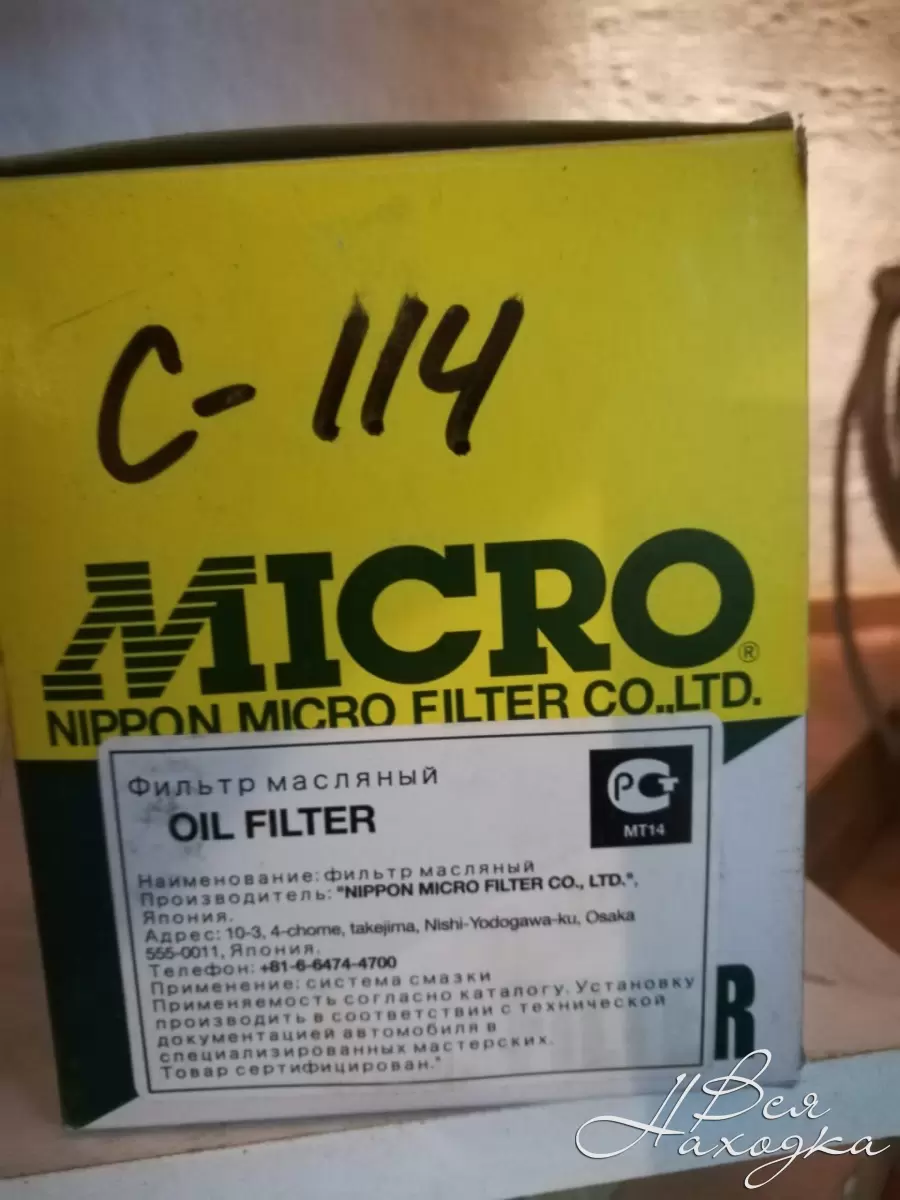 C-114
MICRO®
NIPPON MICRO FILTER CO.,LTD.
Фильтр масляный
OIL FILTER
РСТ
МТ14
Наименование: фильтр масляный
Производитель: "NIPPON MICRO FILTER CO., LTD.",
Япония.
Адрес: 10-3, 4-chome, takejima, Nishi-Yodogawa-ku, Osaka
555-0011, Япония.
Телефон: +81-6-6474-4700
Применение: система смазки
Применяемость согласно каталогу. Установку
производить в соответствии с технической
документацией автомобиля в
специализированных мастерских.
Товар сертифицирован."
R
Вся
Находка